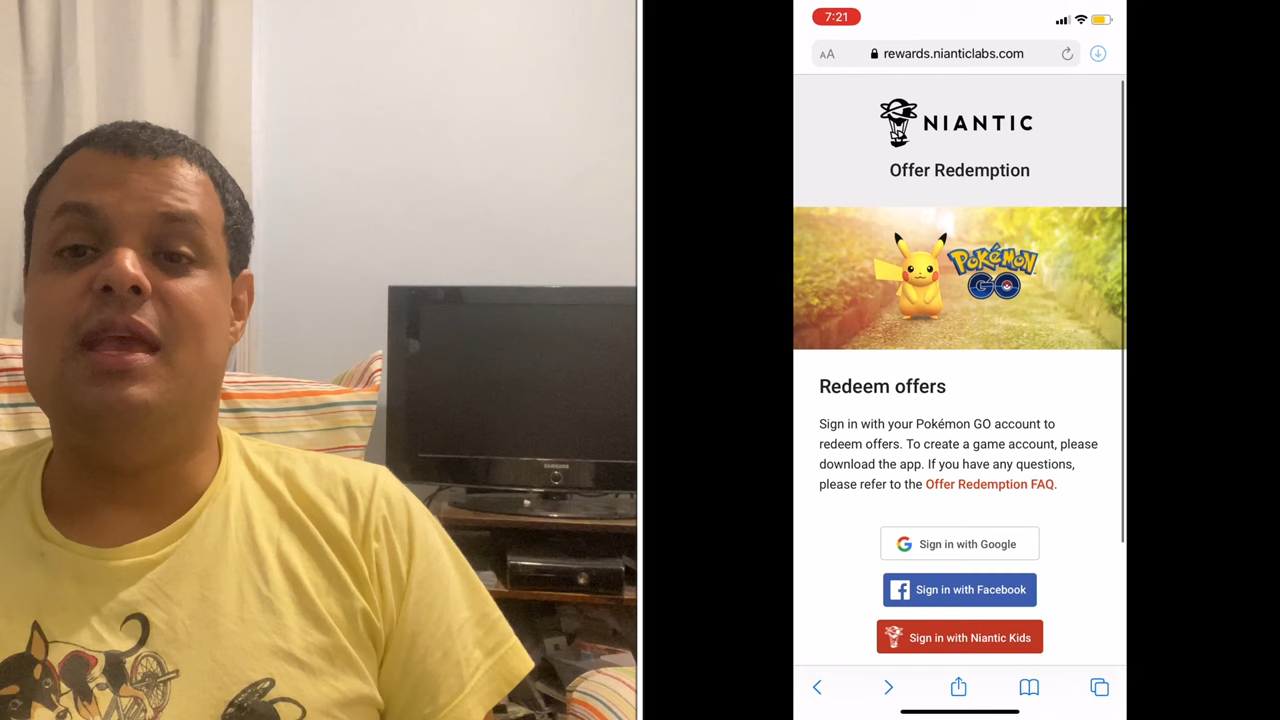 7:21
AA rewards.nianticlabs.com
NIANTIC
Offer Redemption
POKÉMON
GO
Redeem offers
Sign in with your Pokémon GO account to
redeem offers. To create a game account, please
download the app. If you have any questions,
please refer to the Offer Redemption FAQ.
G Sign in with Google
f Sign in with Facebook
Sign in with Niantic Kids
SAMSUNG